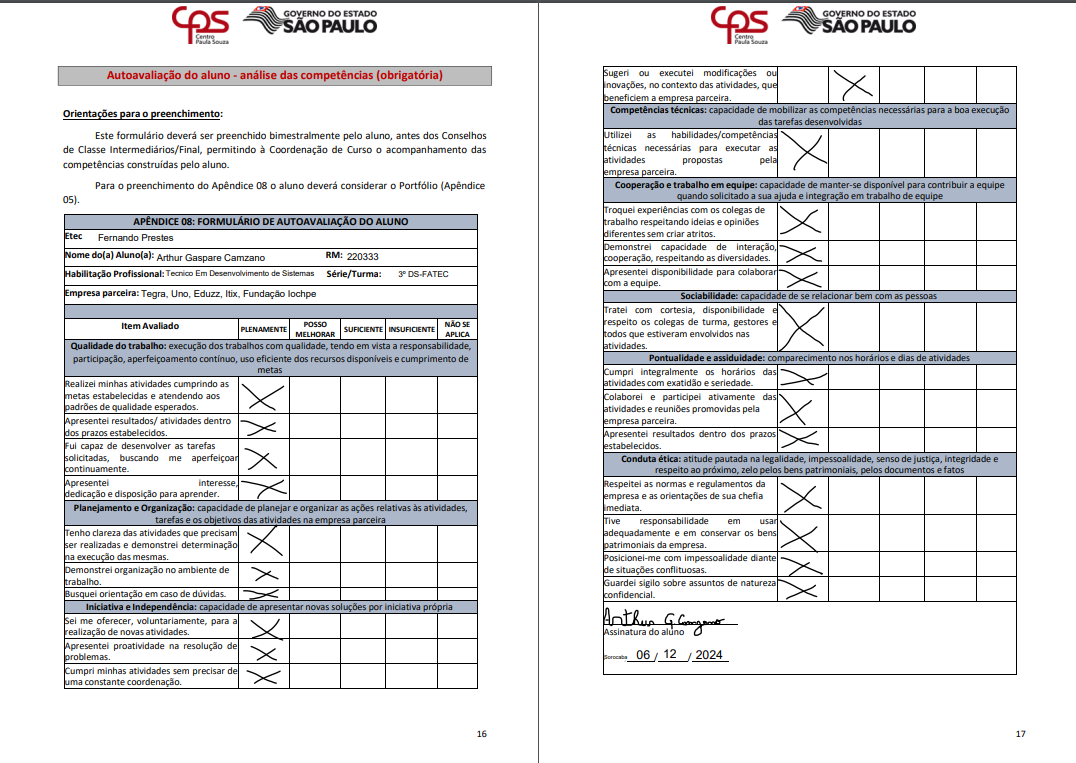 CPS
Centro
Paula Souza
GOVERNO DO ESTADO
SÃO PAULO
Autoavaliação do aluno - análise das competências (obrigatória)
Orientações para o preenchimento:
Este formulário deverá ser preenchido bimestralmente pelo aluno, antes dos Conselhos
de Classe Intermediários/Final, permitindo à Coordenação de Curso o acompanhamento das
competências construídas pelo aluno.
Para o preenchimento do Apêndice 08 o aluno deverá considerar o Portfólio (Apêndice
05).
APÊNDICE 08: FORMULÁRIO DE AUTOAVALIAÇÃO DO ALUNO
Etec Fernando Prestes
Nome do(a) Aluno(a): Arthur Gaspare Camzano RM: 220333
Habilitação Profissional: Tecnico Em Desenvolvimento de Sistemas Série/Turma: 3º DS-FATEC
Empresa parceira: Tegra, Uno, Eduzz, Itix, Fundação Iochpe
Item Avaliado PLENAMENTE POSSO MELHORAR SUFICIENTE INSUFICIENTE NÃO SE APLICA
Qualidade do trabalho: execução dos trabalhos com qualidade, tendo em vista a responsabilidade,
participação, aperfeiçoamento contínuo, uso eficiente dos recursos disponíveis e cumprimento de
metas
Realizei minhas atividades cumprindo as
metas estabelecidas e atendendo aos
padrões de qualidade esperados.
Apresentei resultados/ atividades dentro
dos prazos estabelecidos.
Fui capaz de desenvolver as tarefas
solicitadas, buscando me aperfeiçoar
continuamente.
Apresentei interesse,
dedicação e disposição para aprender.
Planejamento e Organização: capacidade de planejar e organizar as ações relativas às atividades,
tarefas e os objetivos das atividades na empresa parceira
Tenho clareza das atividades que precisam
ser realizadas e demonstrei determinação
na execução das mesmas.
Demonstrei organização no ambiente de
trabalho.
Busquei orientação em caso de dúvidas.
Iniciativa e Independência: capacidade de apresentar novas soluções por iniciativa própria
Sei me oferecer, voluntariamente, para a
realização de novas atividades.
Apresentei proatividade na resolução de
problemas.
Cumpri minhas atividades sem precisar de
uma constante coordenação.
16
CPS
Centro
Paula Souza
GOVERNO DO ESTADO
SÃO PAULO
Sugeri ou executei modificações ou
inovações, no contexto das atividades, que
beneficiem a empresa parceira.
Competências técnicas: capacidade de mobilizar as competências necessárias para a boa execução
das tarefas desenvolvidas
Utilizei as habilidades/competências
técnicas necessárias para executar as
atividades propostas pela
empresa parceira.
Cooperação e trabalho em equipe: capacidade de manter-se disponível para contribuir a equipe
quando solicitado a sua ajuda e integração em trabalho de equipe
Troquei experiências com os colegas de
trabalho respeitando ideias e opiniões
diferentes sem criar atritos.
Demonstrei capacidade de interação,
cooperação, respeitando as diversidades.
Apresentei disponibilidade para colaborar
com a equipe.
Sociabilidade: capacidade de se relacionar bem com as pessoas
Tratei com cortesia, disponibilidade e
respeito os colegas de turma, gestores e
todos que estiveram envolvidos nas
atividades.
Pontualidade e assiduidade: comparecimento nos horários e dias de atividades
Cumpri integralmente os horários das
atividades com exatidão e seriedade.
Colaborei e participei ativamente das
atividades e reuniões promovidas pela
empresa parceira.
Apresentei resultados dentro dos prazos
estabelecidos.
Conduta ética: atitude pautada na legalidade, impessoalidade, senso de justiça, integridade e
respeito ao próximo, zelo pelos bens patrimoniais, pelos documentos e fatos
Respeitei as normas e regulamentos da
empresa e as orientações de sua chefia
imediata.
Tive responsabilidade em usar
adequadamente e em conservar os bens
patrimoniais da empresa.
Posicionei-me com impessoalidade diante
de situações conflituosas.
Guardei sigilo sobre assuntos de natureza
confidencial.
Arthur G Camzano
Assinatura do aluno
Sorocaba 06 / 12 / 2024
17